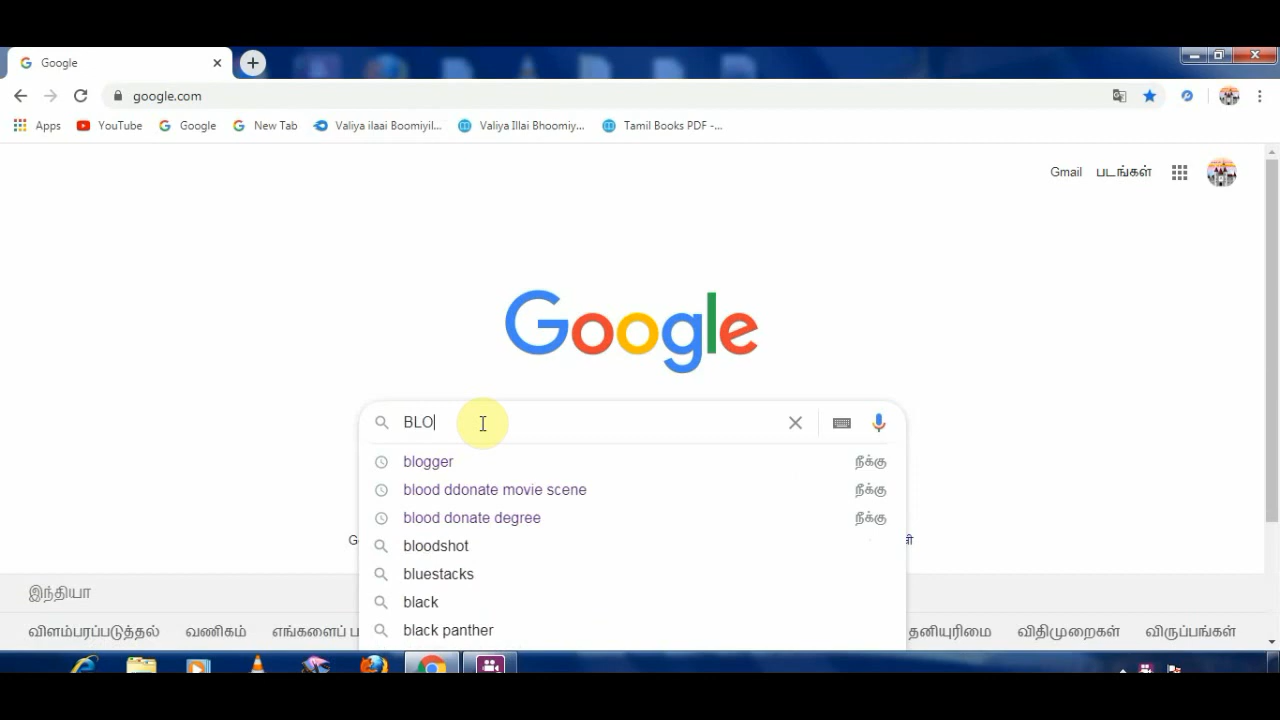 Google
google.com
Apps YouTube Google New Tab Valiya ilaai Boomiyil... Valiya Illai Bhoomiy... Tamil Books PDF -...
Gmail படங்கள்
Google
BLO
blogger நீக்கு
blood ddonate movie scene நீக்கு
blood donate degree நீக்கு
bloodshot
bluestacks
black
black panther
இந்தியா
விளம்பரப்படுத்தல் வணிகம் எங்களைப் தனியுரிமை விதிமுறைகள் விருப்பங்கள்